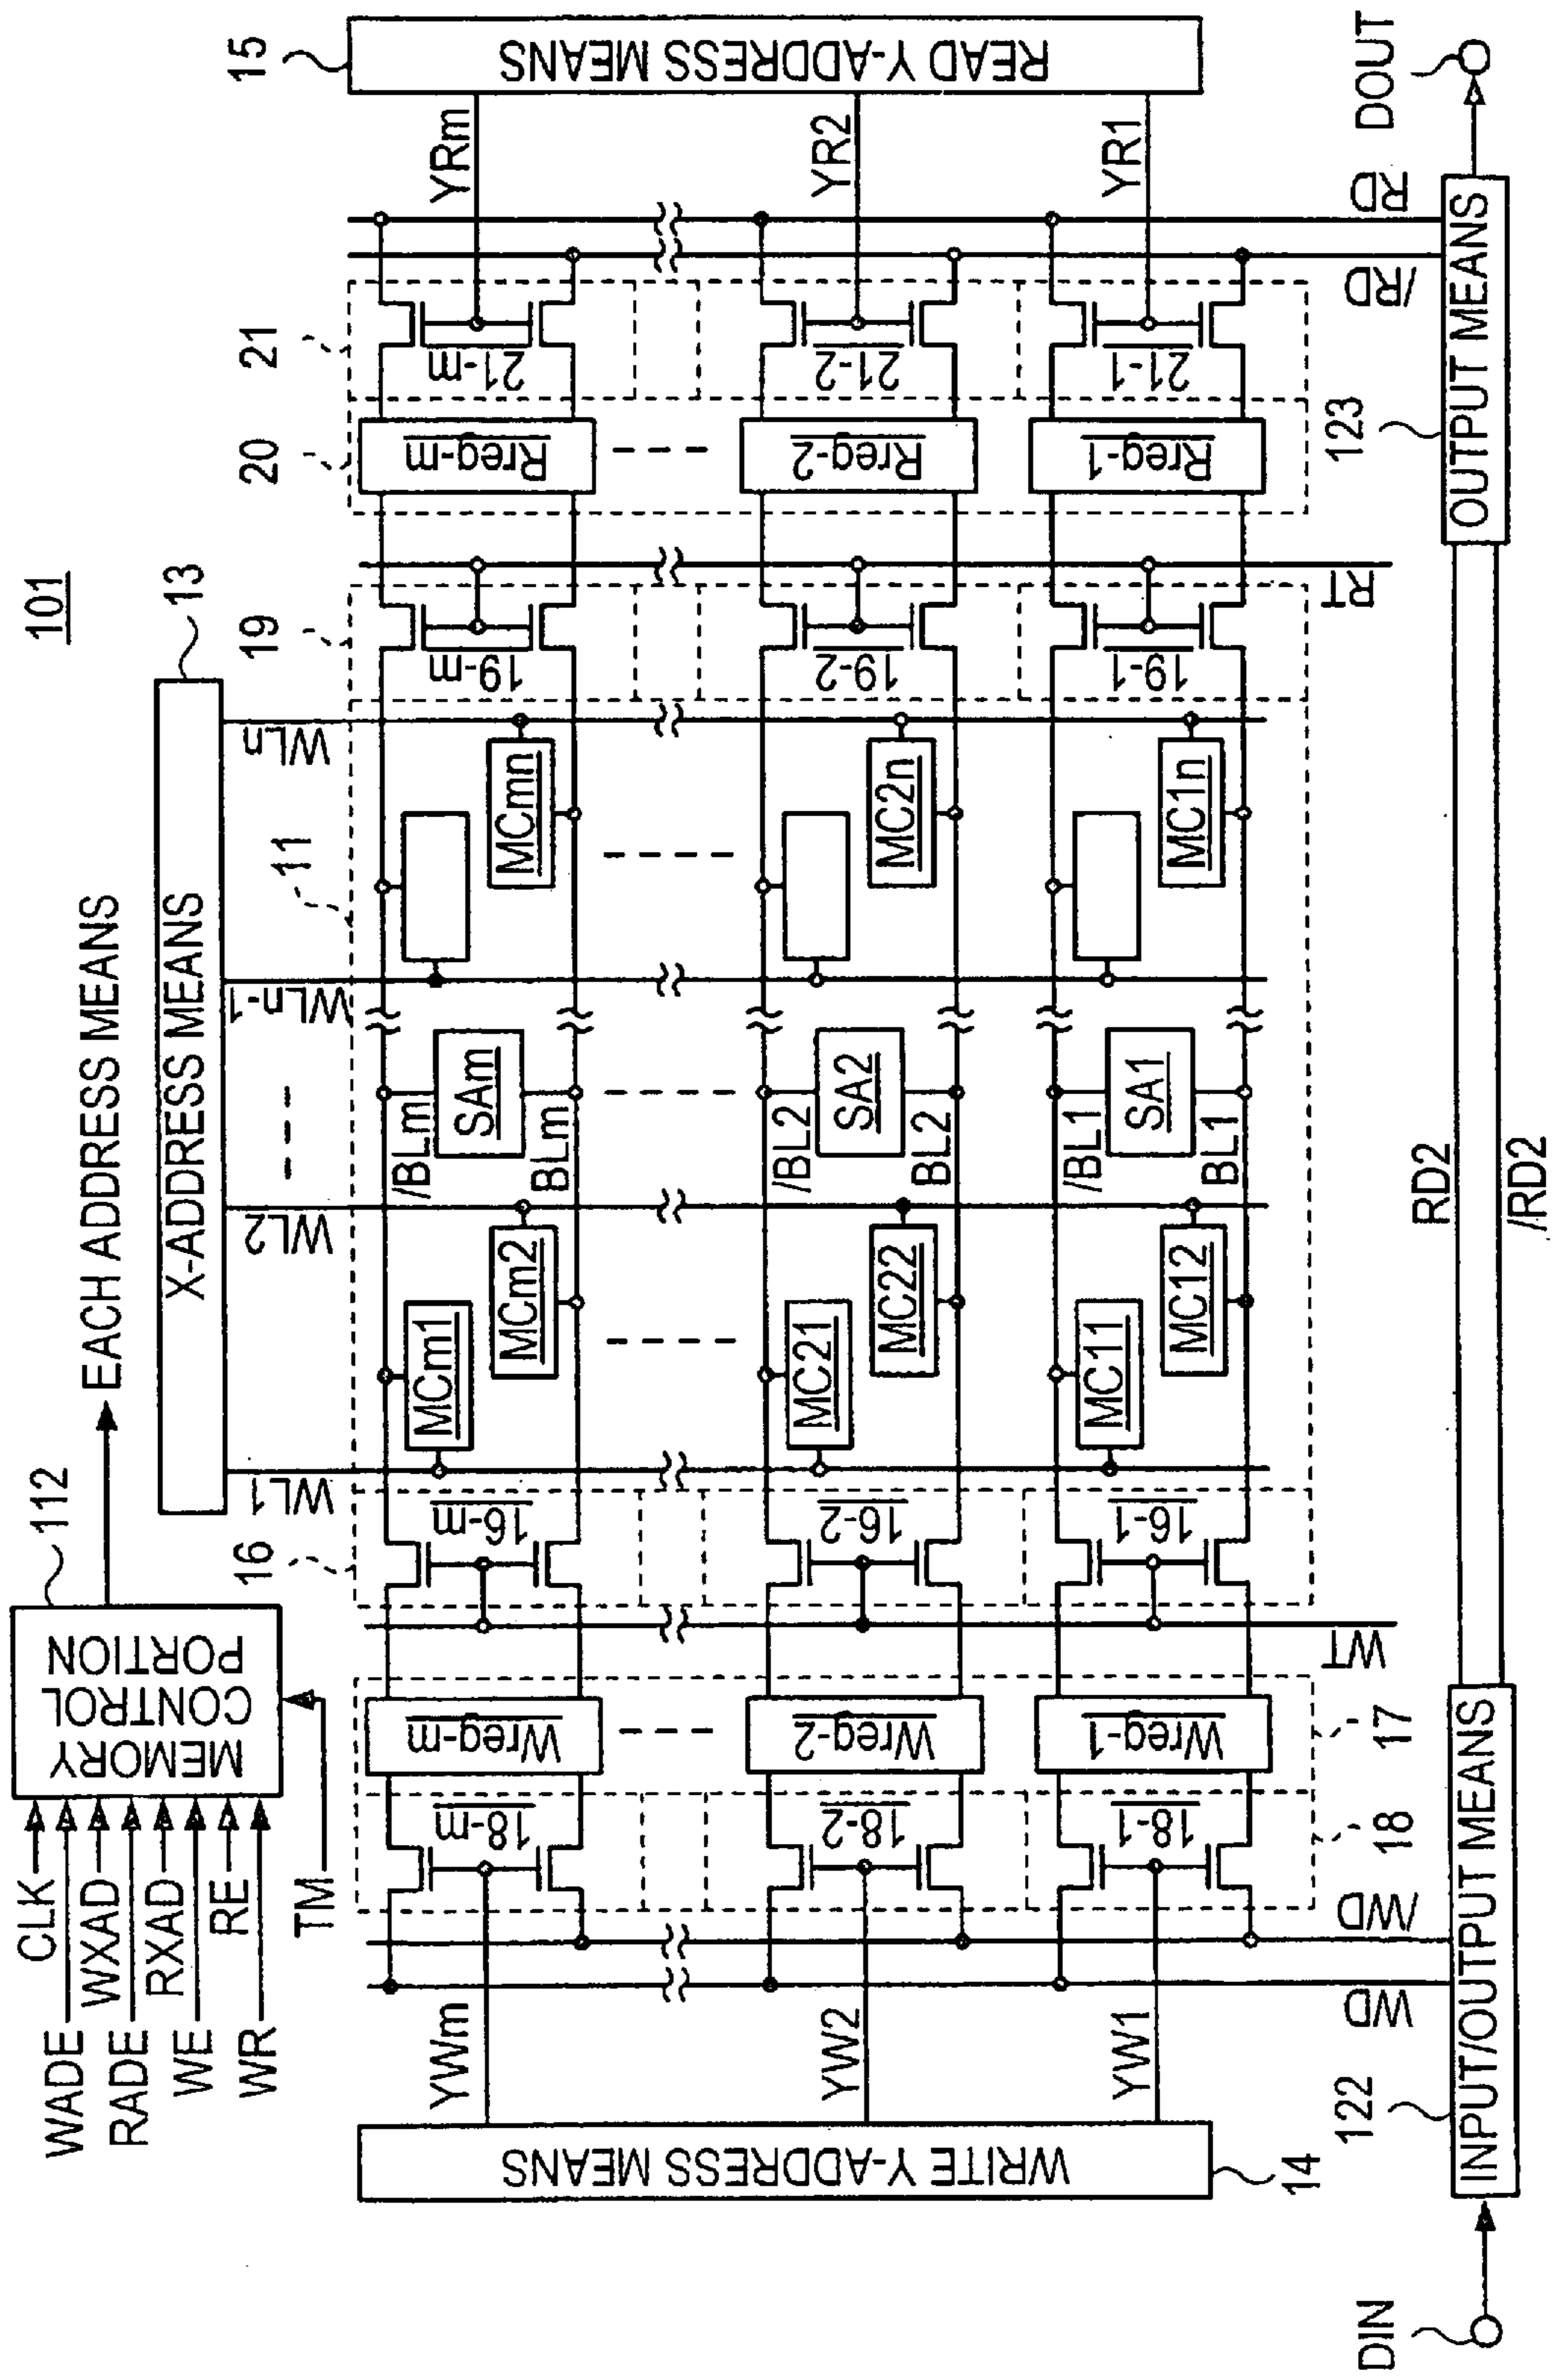 101
112
MEMORY
CONTROL
PORTION
CLK
WADE
WXAD
RADE
RXAD
WE
RE
WR
TM
EACH ADDRESS MEANS
13
X-ADDRESS MEANS
WL1
WL2
WLn-1
WLn
16
11
19
20
21
15
YWm
18-m
Wreg-m
16-m
MCm1
MCm2
/BLm
SAm
BLm
MCmn
19-m
Rreg-m
21-m
YRm
WRITE Y-ADDRESS MEANS
READ Y-ADDRESS MEANS
YW2
18-2
Wreg-2
16-2
MC21
MC22
/BL2
SA2
BL2
MC2n
19-2
Rreg-2
21-2
YR2
YW1
18-1
Wreg-1
16-1
MC11
MC12
/BL1
SA1
BL1
MC1n
19-1
Rreg-1
21-1
YR1
14
18
17
WD
/WD
WT
RT
/RD
RD
122
INPUT/OUTPUT MEANS
RD2
/RD2
123
OUTPUT MEANS
DIN
DOUT